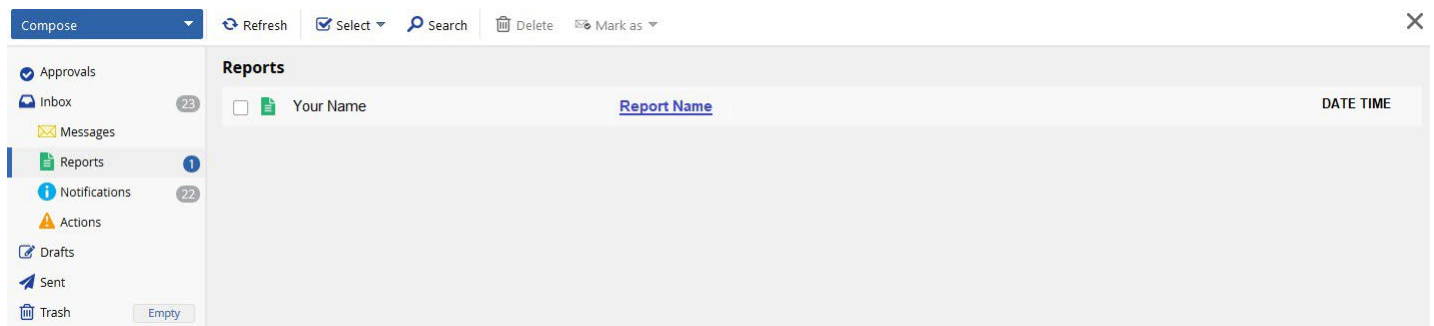 Compose
Refresh Select Search Delete Mark as
Approvals
Inbox 23
Messages
Reports 1
Notifications 22
Actions
Drafts
Sent
Trash Empty
Reports
Your Name Report Name DATE TIME